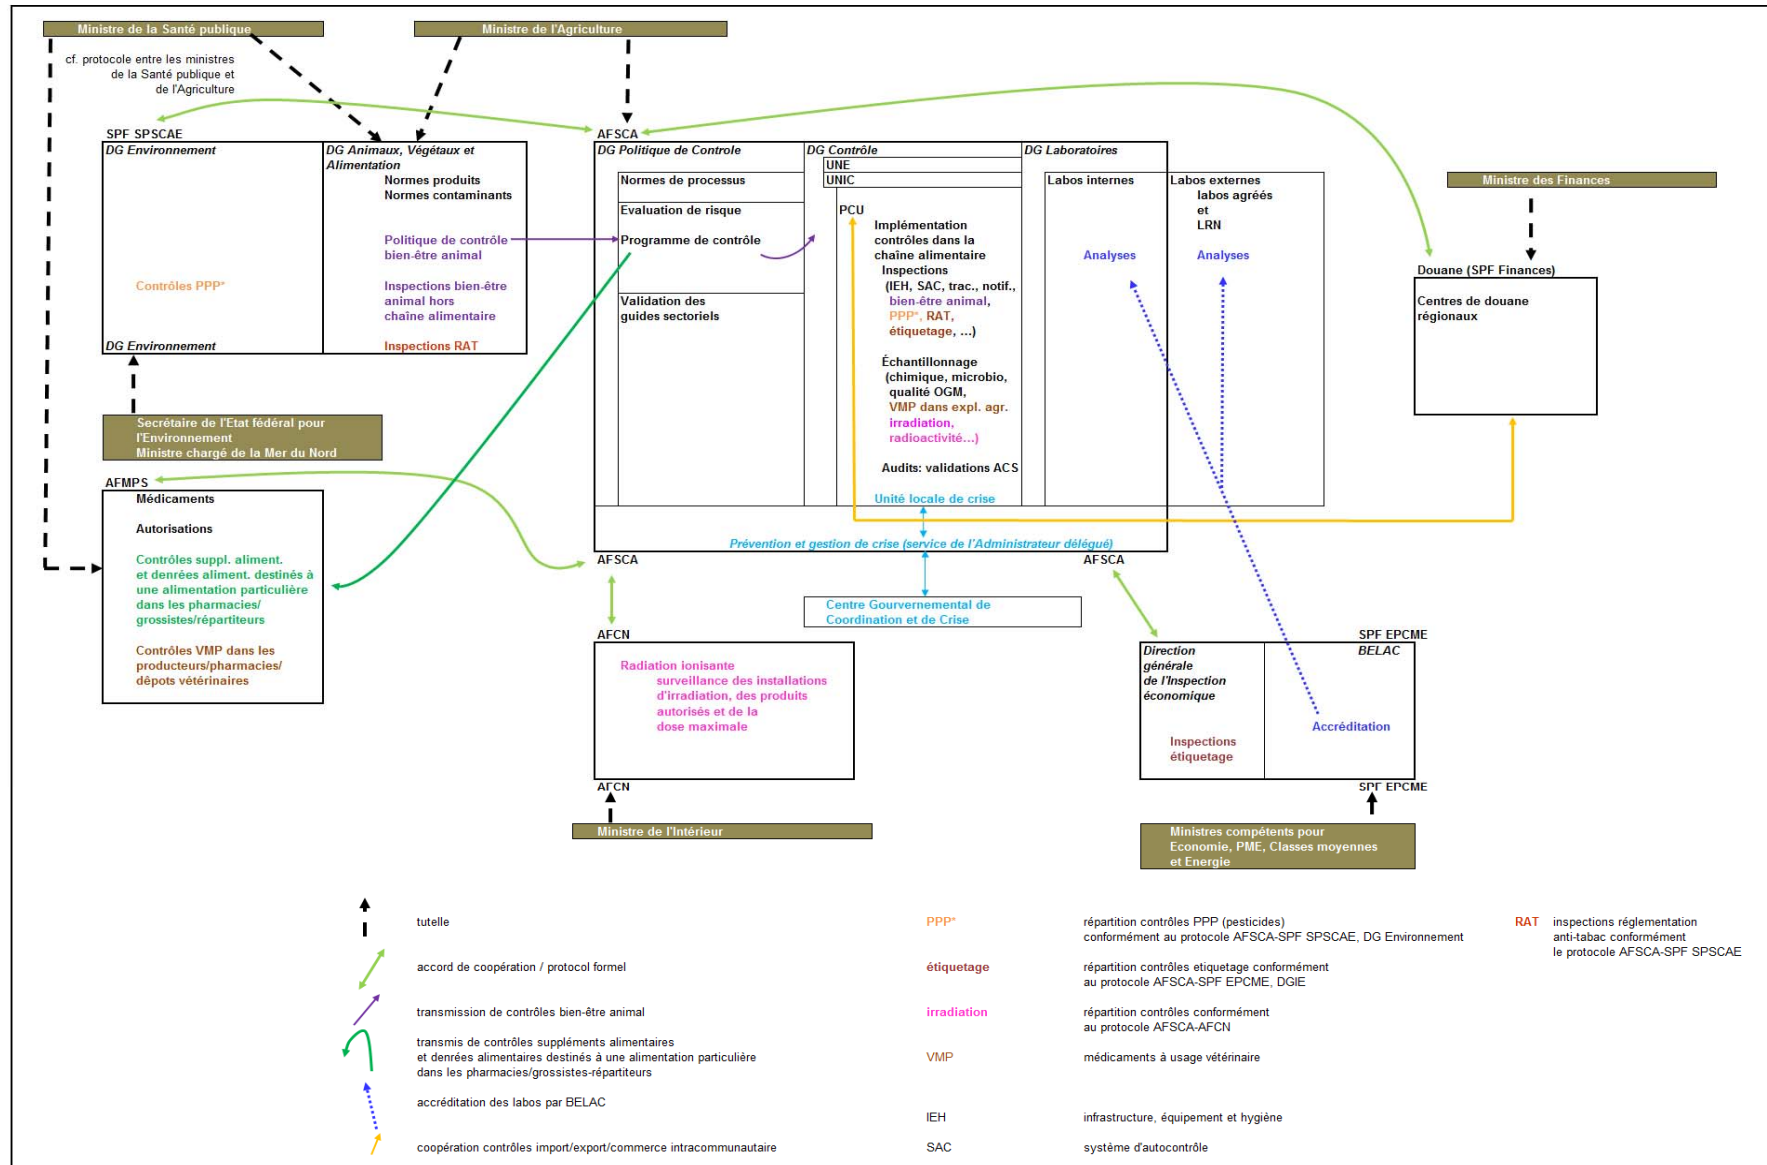 Ministre de la Santé publique
Ministre de l'Agriculture
cf. protocole entre les ministres
de la Santé publique et
de l'Agriculture
SPF SPSCAE
DG Environnement
DG Animaux, Végétaux et
Alimentation
Normes produits
Normes contaminants
Politique de contrôle
bien-être animal
Contrôles PPP*
Inspections bien-être
animal hors
chaîne alimentaire
DG Environnement
Inspections RAT
Secrétaire de l'Etat fédéral pour
l'Environnement
Ministre chargé de la Mer du Nord
AFSCA
DG Politique de Controle
Normes de processus
Evaluation de risque
Programme de contrôle
Validation des
guides sectoriels
DG Contrôle
UNE
UNIC
PCU
Implémentation
contrôles dans la
chaîne alimentaire
Inspections
(IEH, SAC, trac., notif.,
bien-être animal,
PPP*, RAT,
étiquetage, ...)
Échantillonnage
(chimique, microbio,
qualité OGM,
VMP dans expl. agr.
irradiation,
radioactivité...)
Audits: validations ACS
Unité locale de crise
DG Laboratoires
Labos internes
Analyses
Labos externes
labos agréés
et
LRN
Analyses
Prévention et gestion de crise (service de l'Administrateur délégué)
AFSCA
AFSCA
Centre Gourvernemental de
Coordination et de Crise
Ministre des Finances
Douane (SPF Finances)
Centres de douane
régionaux
AFMPS
Médicaments
Autorisations
Contrôles suppl. aliment.
et denrées aliment. destinés à
une alimentation particulière
dans les pharmacies/
grossistes/répartiteurs
Contrôles VMP dans les
producteurs/pharmacies/
dêpots vétérinaires
AFCN
Radiation ionisante
surveillance des installations
d'irradiation, des produits
autorisés et de la
dose maximale
AFCN
Ministre de l'Intérieur
SPF EPCME
Direction
générale
de l'Inspection
économique
Inspections
étiquetage
BELAC
Accréditation
SPF EPCME
Ministres compétents pour
Economie, PME, Classes moyennes
et Energie
tutelle
accord de coopération / protocol formel
transmission de contrôles bien-être animal
transmis de contrôles suppléments alimentaires
et denrées alimentaires destinés à une alimentation particulière
dans les pharmacies/grossistes-répartiteurs
accréditation des labos par BELAC
coopération contrôles import/export/commerce intracommunautaire
PPP* répartition contrôles PPP (pesticides)
conformément au protocole AFSCA-SPF SPSCAE, DG Environnement
étiquetage répartition contrôles etiquetage conformément
au protocole AFSCA-SPF EPCME, DGIE
irradiation répartition contrôles conformément
au protocole AFSCA-AFCN
VMP médicaments à usage vétérinaire
IEH infrastructure, équipement et hygiène
SAC système d'autocontrôle
RAT inspections réglementation
anti-tabac conformément
le protocole AFSCA-SPF SPSCAE